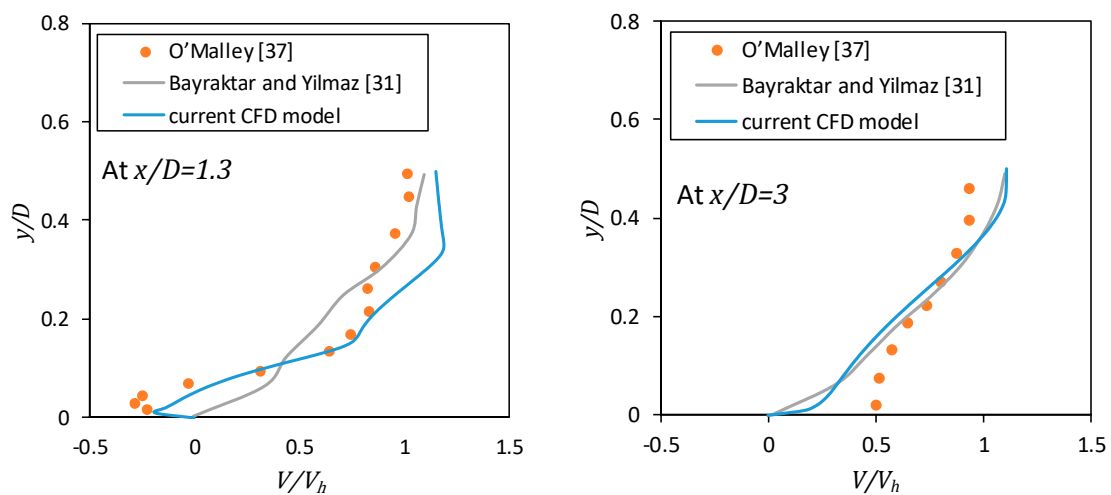 0.8
0.6
0.4
0.2
0
y/D
O’Malley [37]
Bayraktar and Yilmaz [31]
current CFD model
At x/D=1.3
-0.5 0 0.5 1 1.5
V/Vh
0.8
0.6
0.4
0.2
0
y/D
O’Malley [37]
Bayraktar and Yilmaz [31]
current CFD model
At x/D=3
-0.5 0 0.5 1 1.5
V/Vh